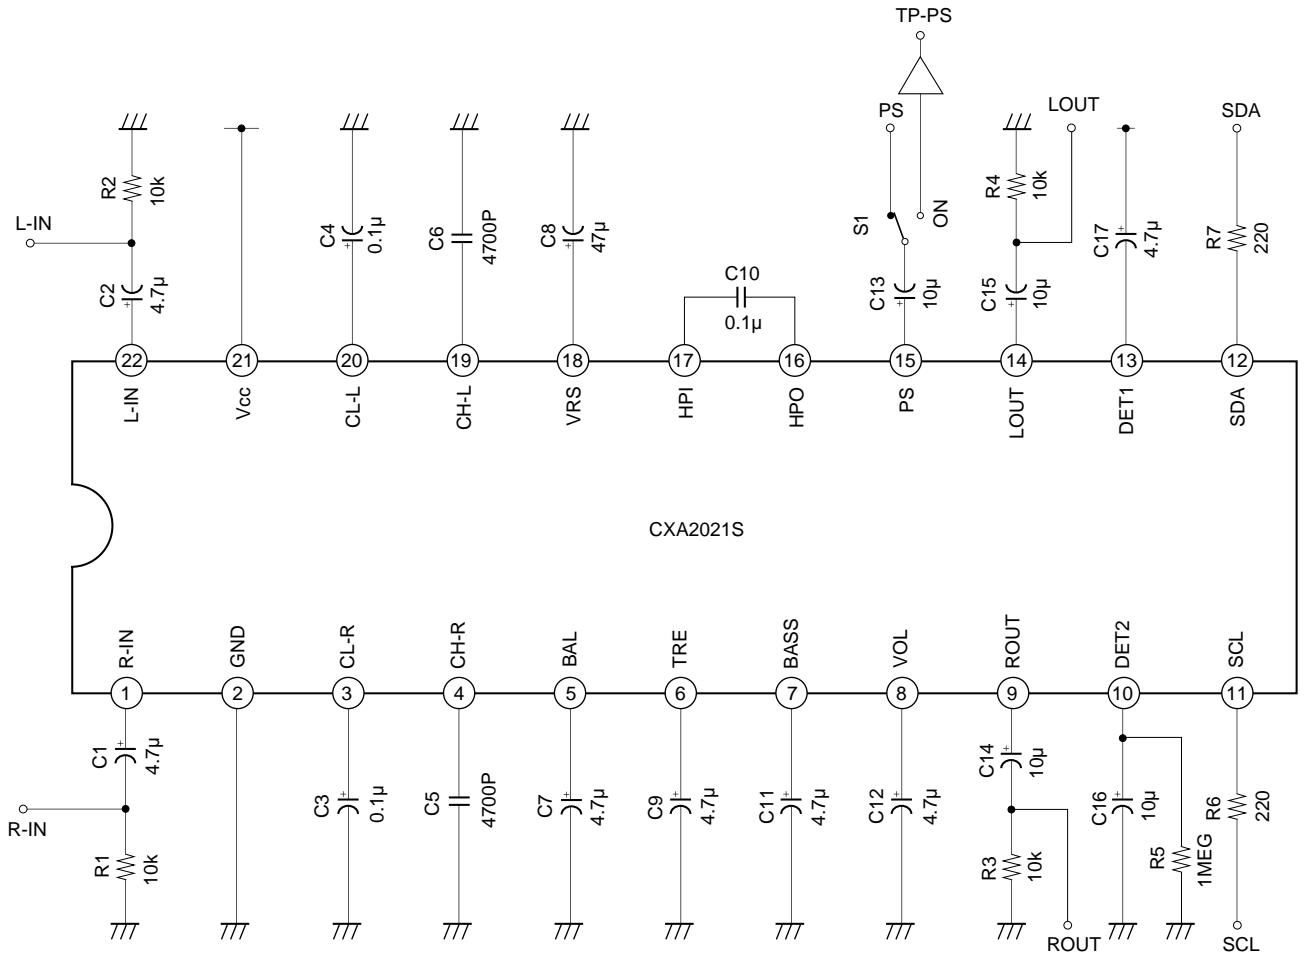 TP-PS
PS
LOUT
SDA
R2
10k
L-IN
C2
4.7µ
C4
0.1µ
C6
4700P
C8
47µ
C10
0.1µ
S1
ON
C13
10µ
R4
10k
C15
10µ
C17
4.7µ
R7
220
22
21
20
19
18
17
16
15
14
13
12
L-IN
Vcc
CL-L
CH-L
VRS
HPI
HPO
PS
LOUT
DET1
SDA
CXA2021S
R-IN
GND
CL-R
CH-R
BAL
TRE
BASS
VOL
ROUT
DET2
SCL
1
2
3
4
5
6
7
8
9
10
11
C1
4.7µ
R-IN
R1
10k
C3
0.1µ
C5
4700P
C7
4.7µ
C9
4.7µ
C11
4.7µ
C12
4.7µ
C14
10µ
R3
10k
ROUT
C16
10µ
R5
1MEG
R6
220
SCL